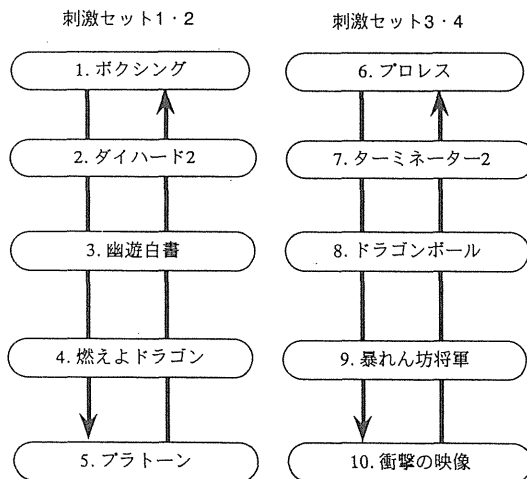 刺激セット1・2
1. ボクシング
2. ダイハード2
3. 幽遊白書
4. 燃えよドラゴン
5. プラトーン
刺激セット3・4
6. プロレス
7. ターミネーター2
8. ドラゴンボール
9. 暴れん坊将軍
10. 衝撃の映像